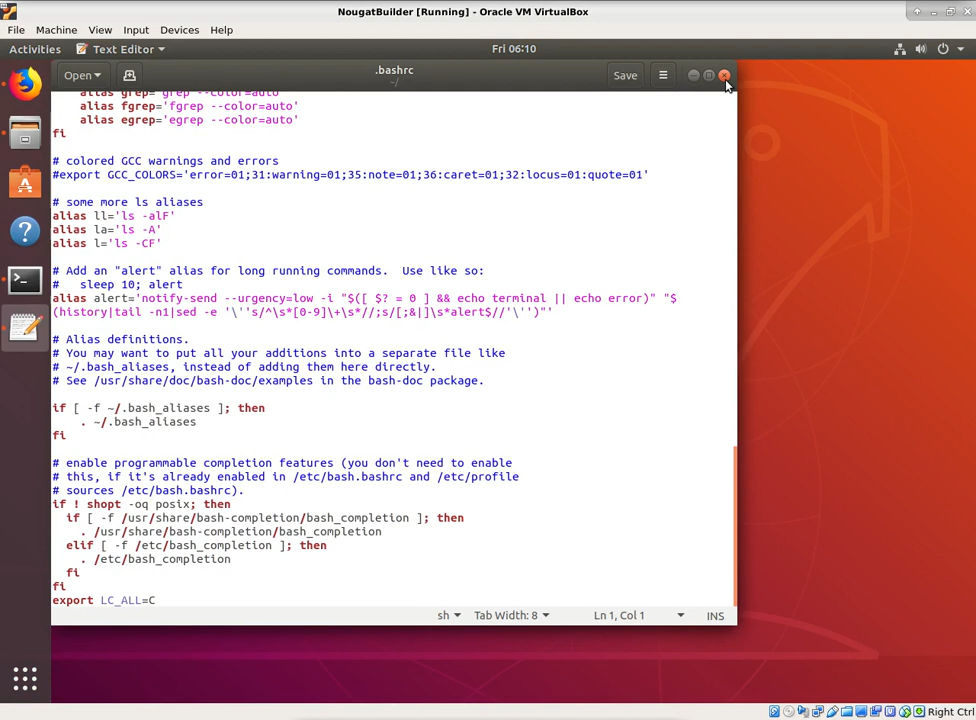 NougatBuilder [Running] - Oracle VM VirtualBox
File Machine View Input Devices Help
Activities Text Editor Fri 06:10
Open .bashrc Save
~/
alias grep='grep --color=auto'
alias fgrep='fgrep --color=auto'
alias egrep='egrep --color=auto'
fi
# colored GCC warnings and errors
#export GCC_COLORS='error=01;31:warning=01;35:note=01;36:caret=01;32:locus=01:quote=01'
# some more ls aliases
alias ll='ls -alF'
alias la='ls -A'
alias l='ls -CF'
# Add an "alert" alias for long running commands.  Use like so:
#   sleep 10; alert
alias alert='notify-send --urgency=low -i "$([ $? = 0 ] && echo terminal || echo error)" "$
(history|tail -n1|sed -e '\''s/^\s*[0-9]\+\s*//;s/[;&|]\s*alert$//'\'')"'
# Alias definitions.
# You may want to put all your additions into a separate file like
# ~/.bash_aliases, instead of adding them here directly.
# See /usr/share/doc/bash-doc/examples in the bash-doc package.
if [ -f ~/.bash_aliases ]; then
. ~/.bash_aliases
fi
# enable programmable completion features (you don't need to enable
# this, if it's already enabled in /etc/bash.bashrc and /etc/profile
# sources /etc/bash.bashrc).
if ! shopt -oq posix; then
if [ -f /usr/share/bash-completion/bash_completion ]; then
. /usr/share/bash-completion/bash_completion
elif [ -f /etc/bash_completion ]; then
. /etc/bash_completion
fi
fi
export LC_ALL=C
sh Tab Width: 8 Ln 1, Col 1 INS
Right Ctrl